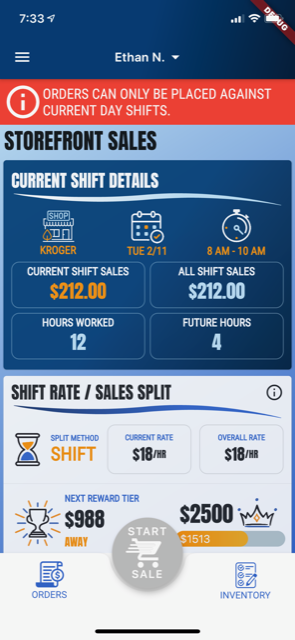 7:33
DEBUG
Ethan N.
ORDERS CAN ONLY BE PLACED AGAINST
CURRENT DAY SHIFTS.
STOREFRONT SALES
CURRENT SHIFT DETAILS
SHOP
KROGER
TUE 2/11
8 AM - 10 AM
CURRENT SHIFT SALES
$212.00
ALL SHIFT SALES
$212.00
HOURS WORKED
12
FUTURE HOURS
4
SHIFT RATE / SALES SPLIT
SPLIT METHOD
SHIFT
CURRENT RATE
$18/HR
OVERALL RATE
$18/HR
NEXT REWARD TIER
$988
AWAY
$2500
$1513
START
SALE
ORDERS
INVENTORY